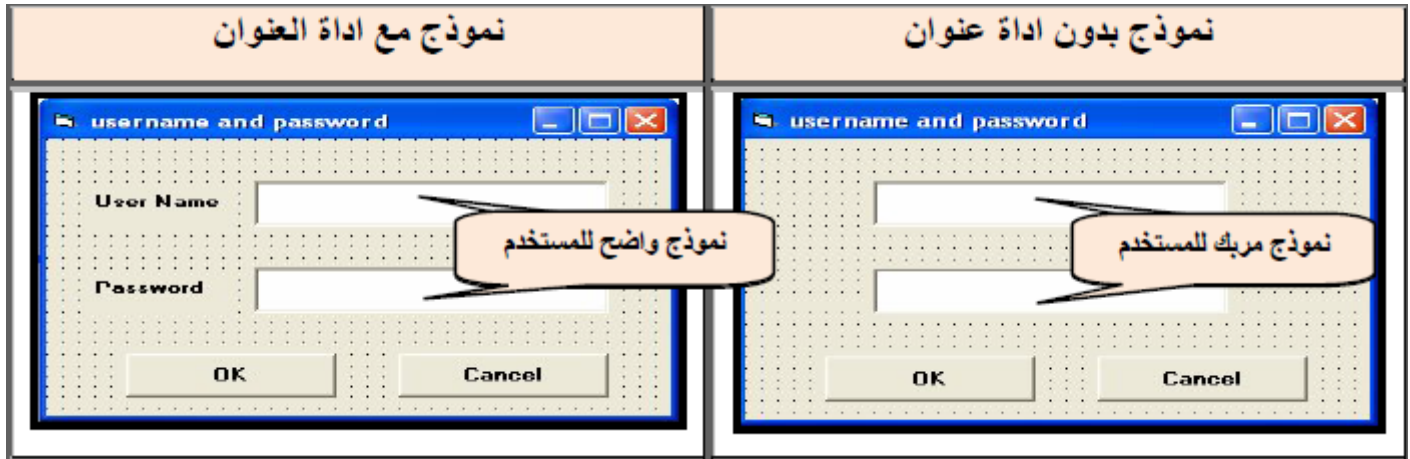 نموذج بدون اداة عنوان
نموذج مع اداة العنوان
username and password
نموذج مربك للمستخدم
OK
Cancel
username and password
User Name
نموذج واضح للمستخدم
Password
OK
Cancel